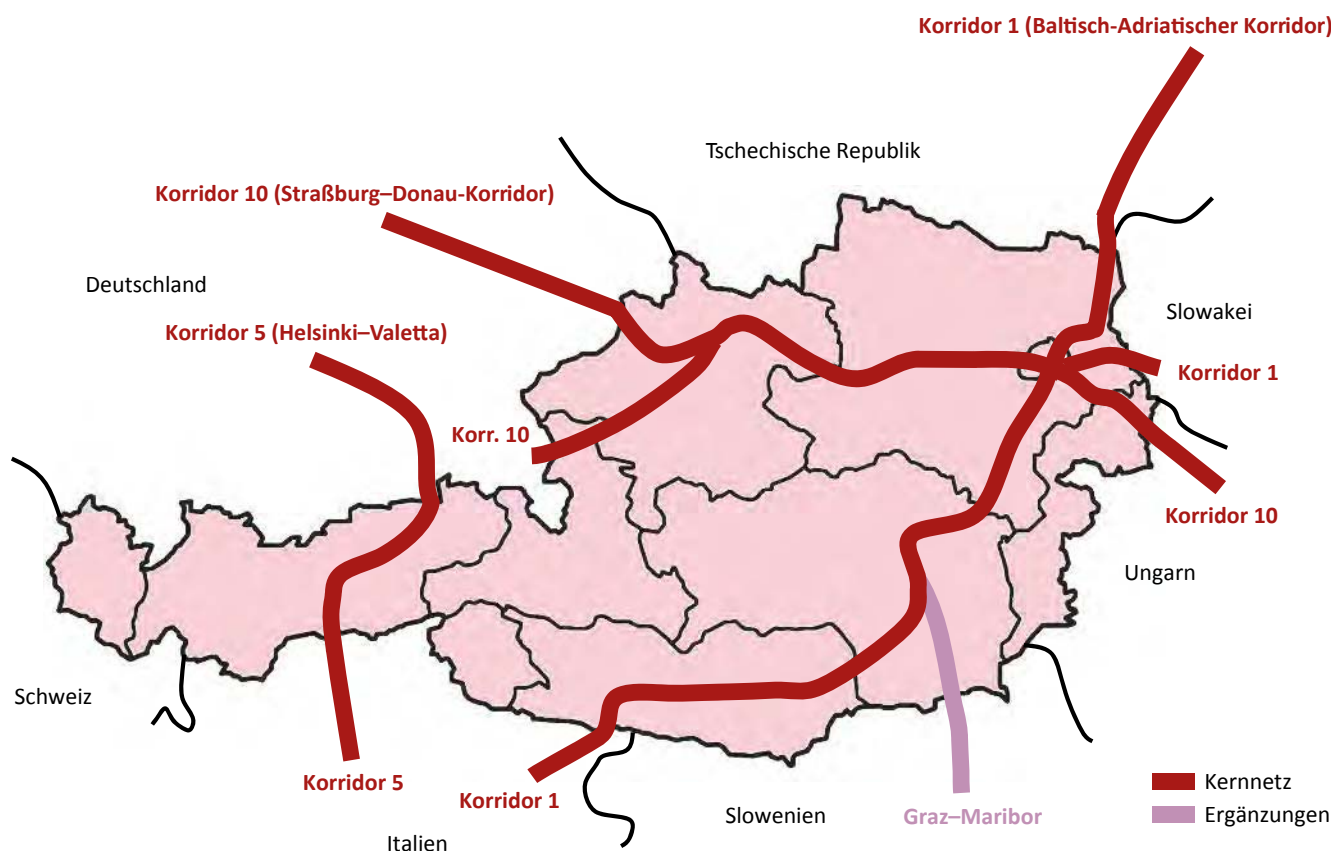 Korridor 1 (Baltisch-Adriatischer Korridor)
Tschechische Republik
Korridor 10 (Straßburg–Donau-Korridor)
Deutschland
Slowakei
Korridor 5 (Helsinki–Valetta)
Korridor 1
Korr. 10
Korridor 10
Ungarn
Schweiz
Korridor 5
Korridor 1
Slowenien
Graz–Maribor
Italien
Kernnetz
Ergänzungen